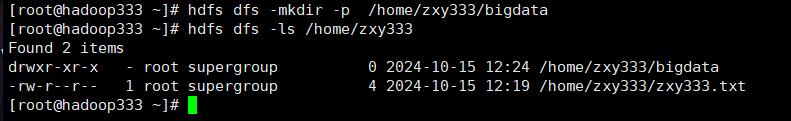 [root@hadoop333 ~]# hdfs dfs -mkdir -p  /home/zxy333/bigdata
[root@hadoop333 ~]# hdfs dfs -ls /home/zxy333
Found 2 items
drwxr-xr-x   - root supergroup          0 2024-10-15 12:24 /home/zxy333/bigdata
-rw-r--r--   1 root supergroup          4 2024-10-15 12:19 /home/zxy333/zxy333.txt
[root@hadoop333 ~]#